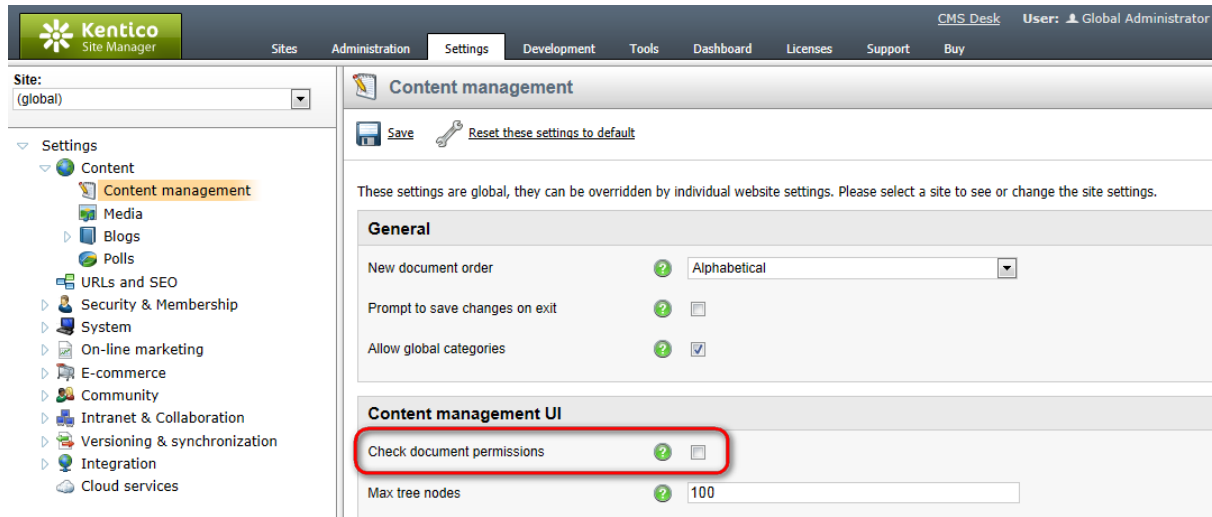 CMS Desk User: Global Administrator
Kentico
Site Manager
Sites Administration Settings Development Tools Dashboard Licenses Support Buy
Site:
(global)
Settings
Content
Content management
Media
Blogs
Polls
URLs and SEO
Security & Membership
System
On-line marketing
E-commerce
Community
Intranet & Collaboration
Versioning & synchronization
Integration
Cloud services
Content management
Save Reset these settings to default
These settings are global, they can be overridden by individual website settings. Please select a site to see or change the site settings.
General
New document order ? Alphabetical
Prompt to save changes on exit ?
Allow global categories ?
Content management UI
Check document permissions ?
Max tree nodes ? 100